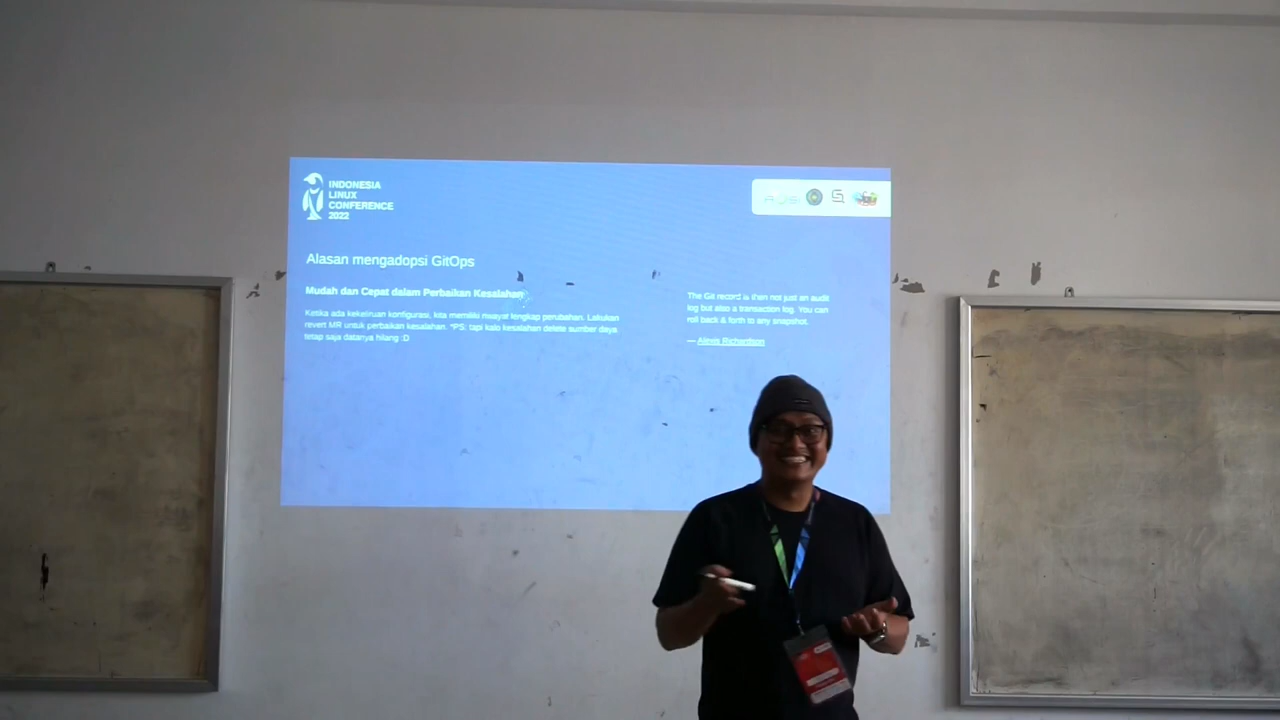 INDONESIA
LINUX
CONFERENCE
2022
Alasan mengadopsi GitOps
Mudah dan Cepat dalam Perbaikan Kesalahan
Ketika ada kekeliruan konfigurasi, kita memiliki riwayat lengkap perubahan. Lakukan
revert MR untuk perbaikan kesalahan. *PS: tapi kalo kesalahan delete sumber daya
tetap saja datanya hilang :D
The Git record is then not just an audit
log but also a transaction log. You can
roll back & forth to any snapshot.
— Alexis Richardson